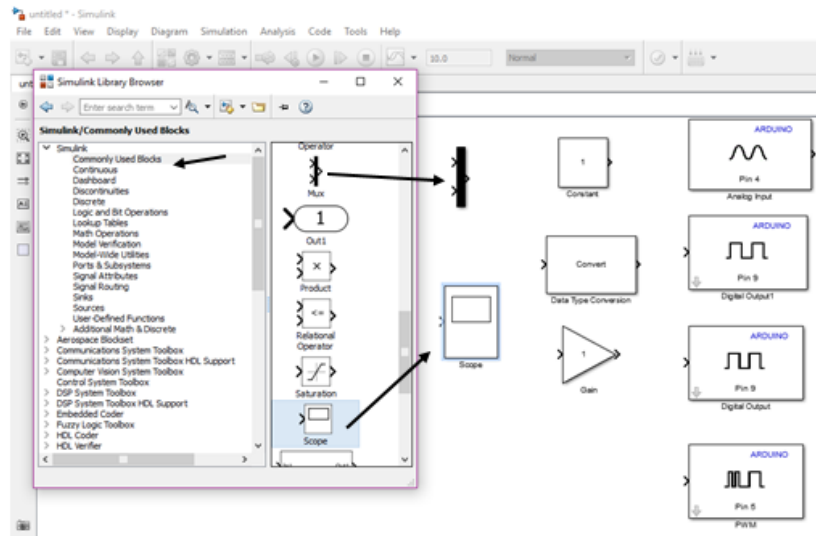 untitled * - Simulink
File Edit View Display Diagram Simulation Analysis Code Tools Help
10.0 Normal
Simulink Library Browser
Enter search term
Simulink/Commonly Used Blocks
Simulink
Commonly Used Blocks
Continuous
Dashboard
Discontinuities
Discrete
Logic and Bit Operations
Lookup Tables
Math Operations
Model Verification
Model-Wide Utilities
Ports & Subsystems
Signal Attributes
Signal Routing
Sinks
Sources
User-Defined Functions
Additional Math & Discrete
Aerospace Blockset
Communications System Toolbox
Communications System Toolbox HDL Support
Computer Vision System Toolbox
Control System Toolbox
DSP System Toolbox
DSP System Toolbox HDL Support
Embedded Coder
Fuzzy Logic Toolbox
HDL Coder
HDL Verifier
Operator
Mux
1
Out1
×
Product
<=
Relational
Operator
Saturation
Scope
Scope
1
Constant
Convert
Data Type Conversion
1
Gain
ARDUINO
Pin 4
Analog Input
ARDUINO
Pin 9
Digital Output1
ARDUINO
Pin 9
Digital Output
ARDUINO
Pin 5
PWM